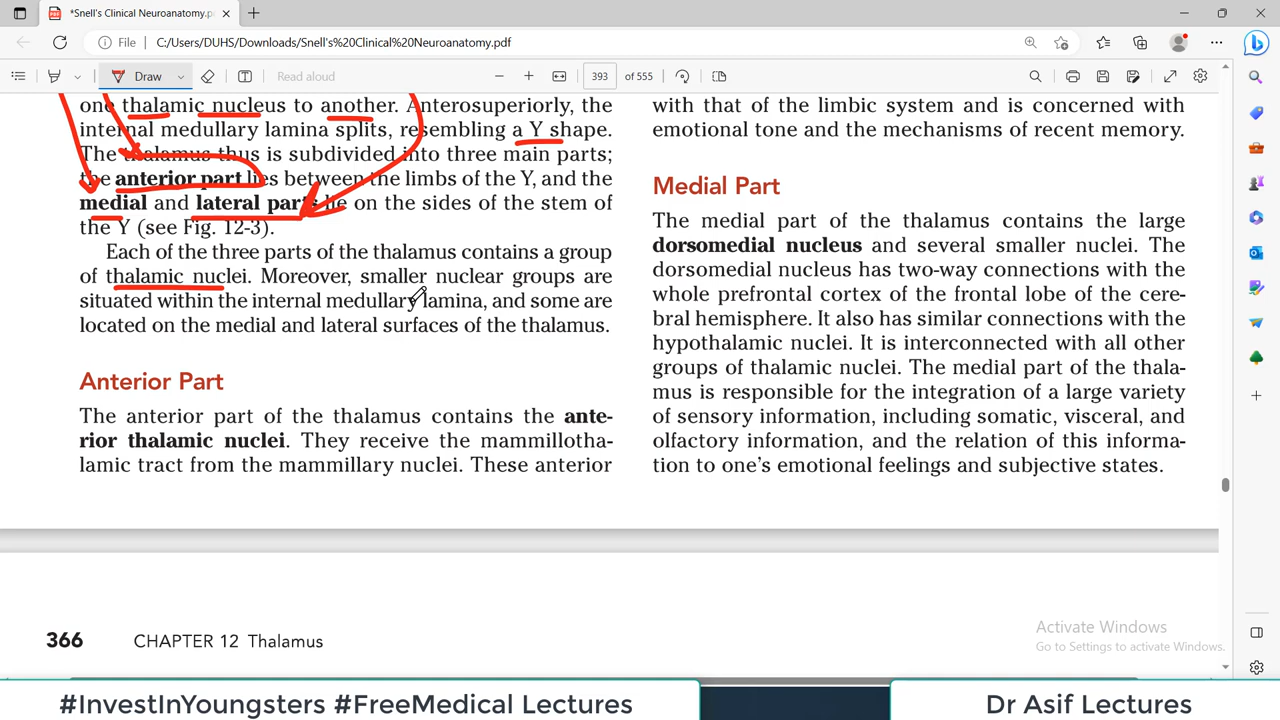 *Snell's Clinical Neuroanatomy.p
File C:/Users/DUHS/Downloads/Snell's%20Clinical%20Neuroanatomy.pdf
Draw Read aloud 393 of 555
one thalamic nucleus to another. Anterosuperiorly, the
internal medullary lamina splits, resembling a Y shape.
The thalamus thus is subdivided into three main parts;
the anterior part lies between the limbs of the Y, and the
medial and lateral parts lie on the sides of the stem of
the Y (see Fig. 12-3).
Each of the three parts of the thalamus contains a group
of thalamic nuclei. Moreover, smaller nuclear groups are
situated within the internal medullary lamina, and some are
located on the medial and lateral surfaces of the thalamus.
Anterior Part
The anterior part of the thalamus contains the ante-
rior thalamic nuclei. They receive the mammillotha-
lamic tract from the mammillary nuclei. These anterior
with that of the limbic system and is concerned with
emotional tone and the mechanisms of recent memory.
Medial Part
The medial part of the thalamus contains the large
dorsomedial nucleus and several smaller nuclei. The
dorsomedial nucleus has two-way connections with the
whole prefrontal cortex of the frontal lobe of the cere-
bral hemisphere. It also has similar connections with the
hypothalamic nuclei. It is interconnected with all other
groups of thalamic nuclei. The medial part of the thala-
mus is responsible for the integration of a large variety
of sensory information, including somatic, visceral, and
olfactory information, and the relation of this informa-
tion to one's emotional feelings and subjective states.
366 CHAPTER 12 Thalamus
Activate Windows
Go to Settings to activate Windows.
#InvestInYoungsters #FreeMedical Lectures
Dr Asif Lectures